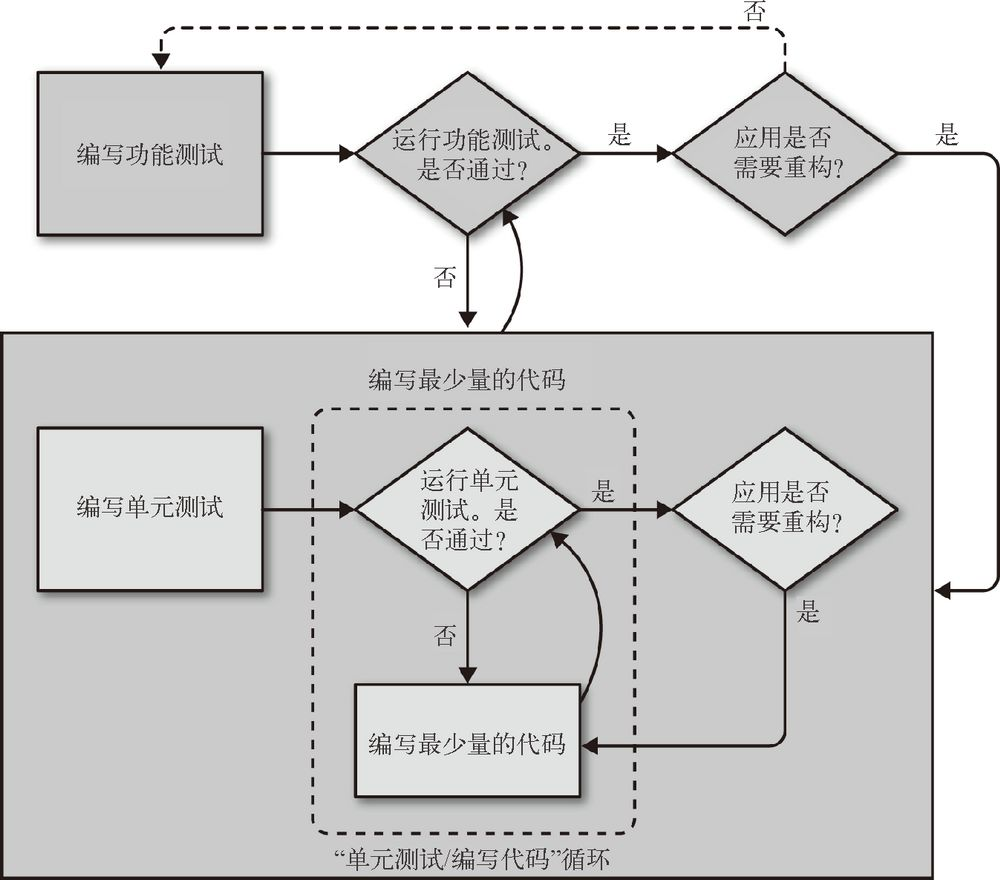 否
编写功能测试
运行功能测试。
是否通过?
是
应用是否
需要重构?
是
否
编写最少量的代码
编写单元测试
运行单元
测试。是
否通过?
是
应用是否
需要重构?
否
是
编写最少量的代码
“单元测试/编写代码”循环